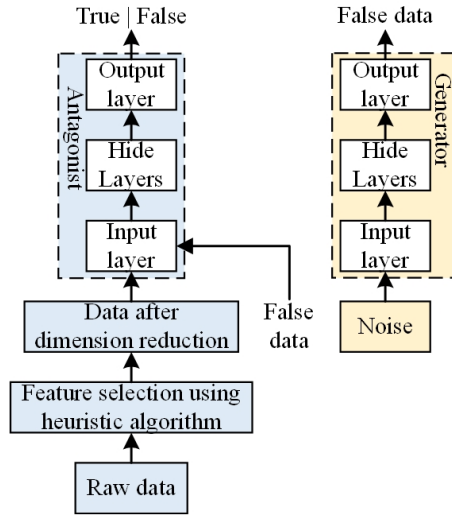 True | False
Output
layer
Hide
Layers
Input
layer
Antagonist
Data after
dimension reduction
Feature selection using
heuristic algorithm
Raw data
False
data
False data
Output
layer
Hide
Layers
Input
layer
Generator
Noise